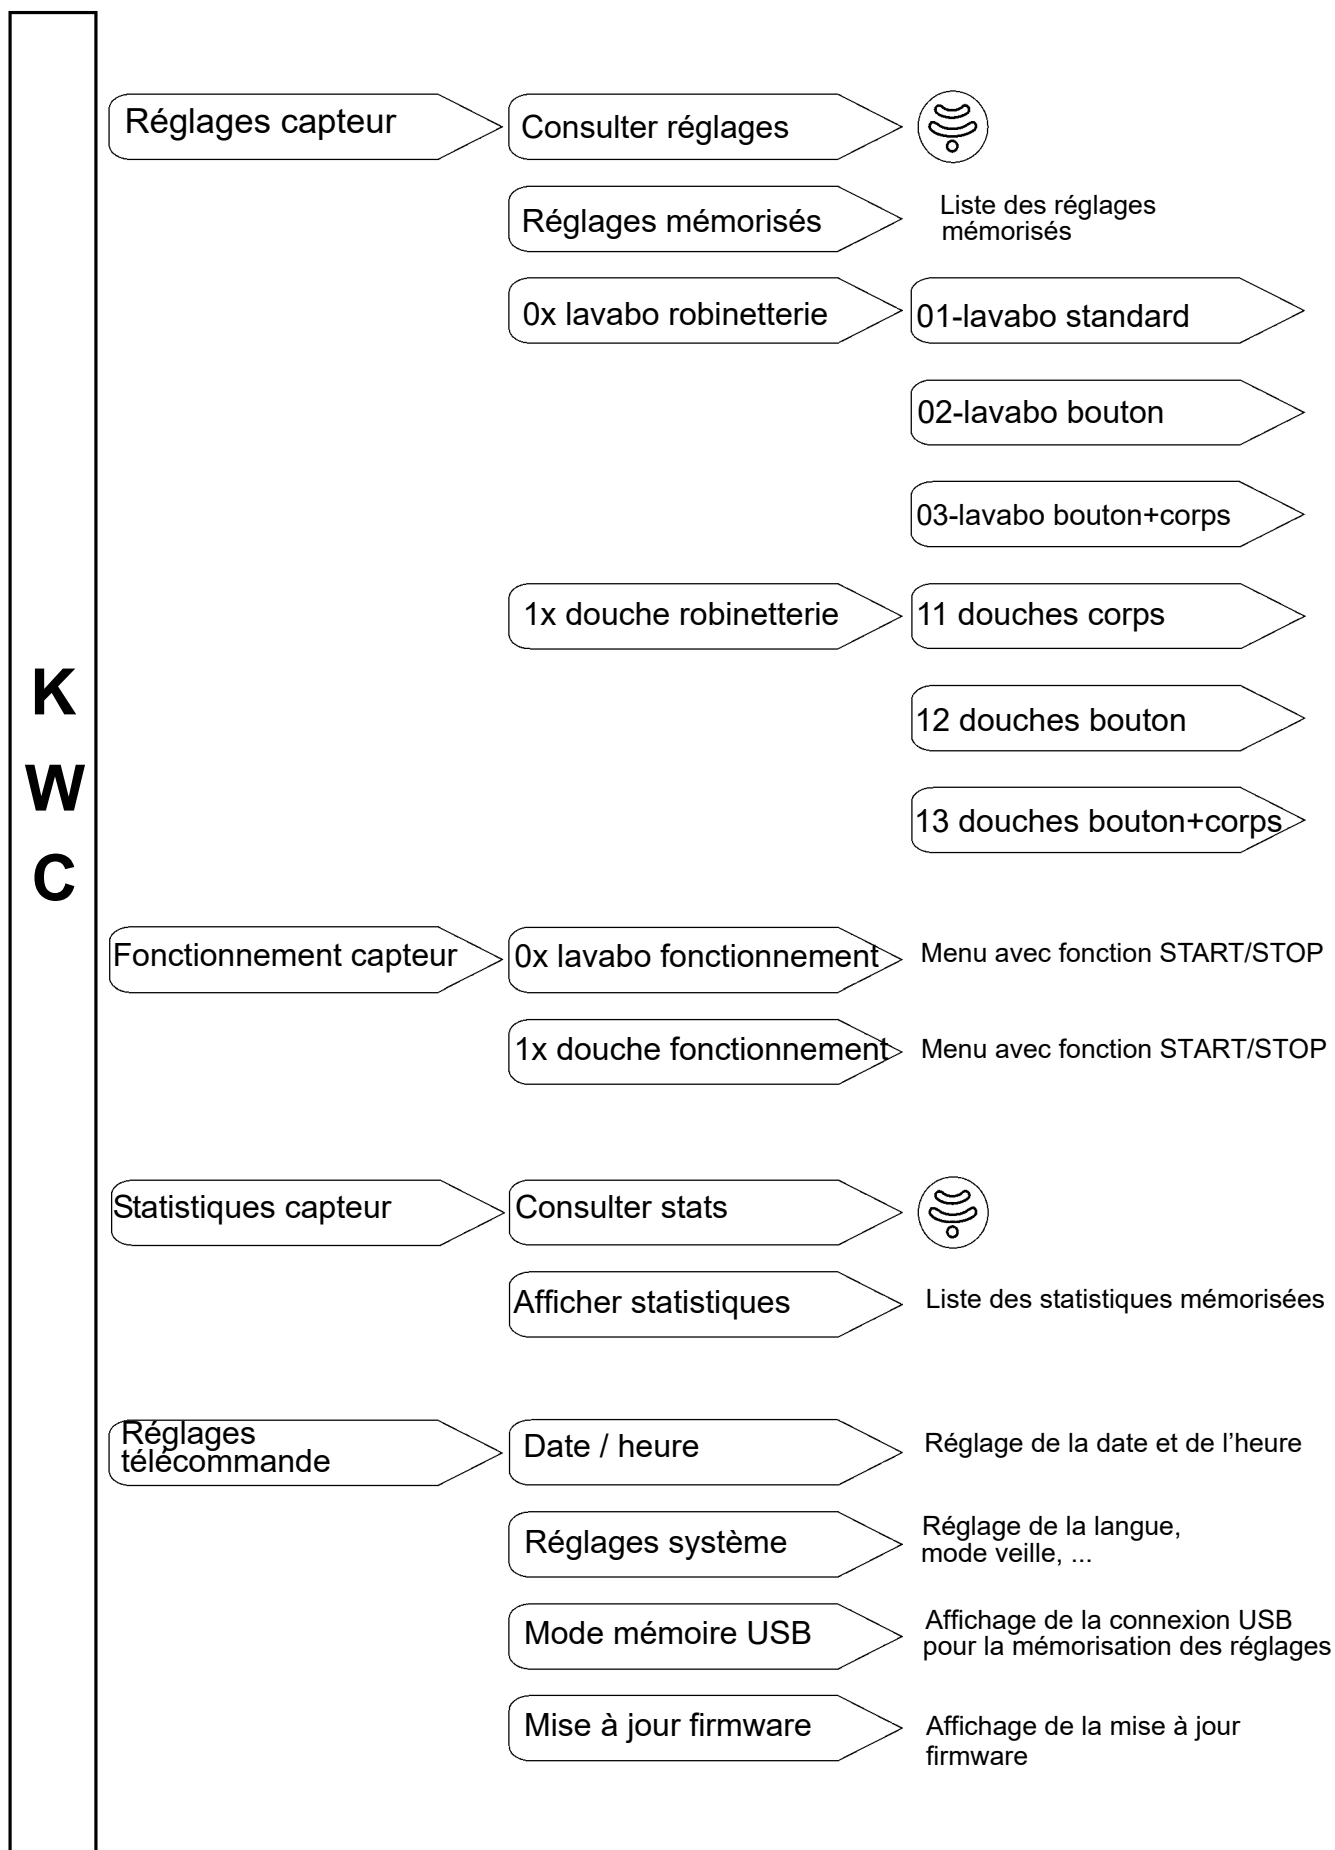 Réglages capteur
Consulter réglages
Réglages mémorisés
Liste des réglages
mémorisés
0x lavabo robinetterie
01-lavabo standard
02-lavabo bouton
03-lavabo bouton+corps
1x douche robinetterie
11 douches corps
12 douches bouton
13 douches bouton+corps
K
W
C
Fonctionnement capteur
0x lavabo fonctionnement
Menu avec fonction START/STOP
1x douche fonctionnement
Menu avec fonction START/STOP
Statistiques capteur
Consulter stats
Afficher statistiques
Liste des statistiques mémorisées
Réglages
télécommande
Date / heure
Réglage de la date et de l’heure
Réglages système
Réglage de la langue,
mode veille, ...
Mode mémoire USB
Affichage de la connexion USB
pour la mémorisation des réglages
Mise à jour firmware
Affichage de la mise à jour
firmware